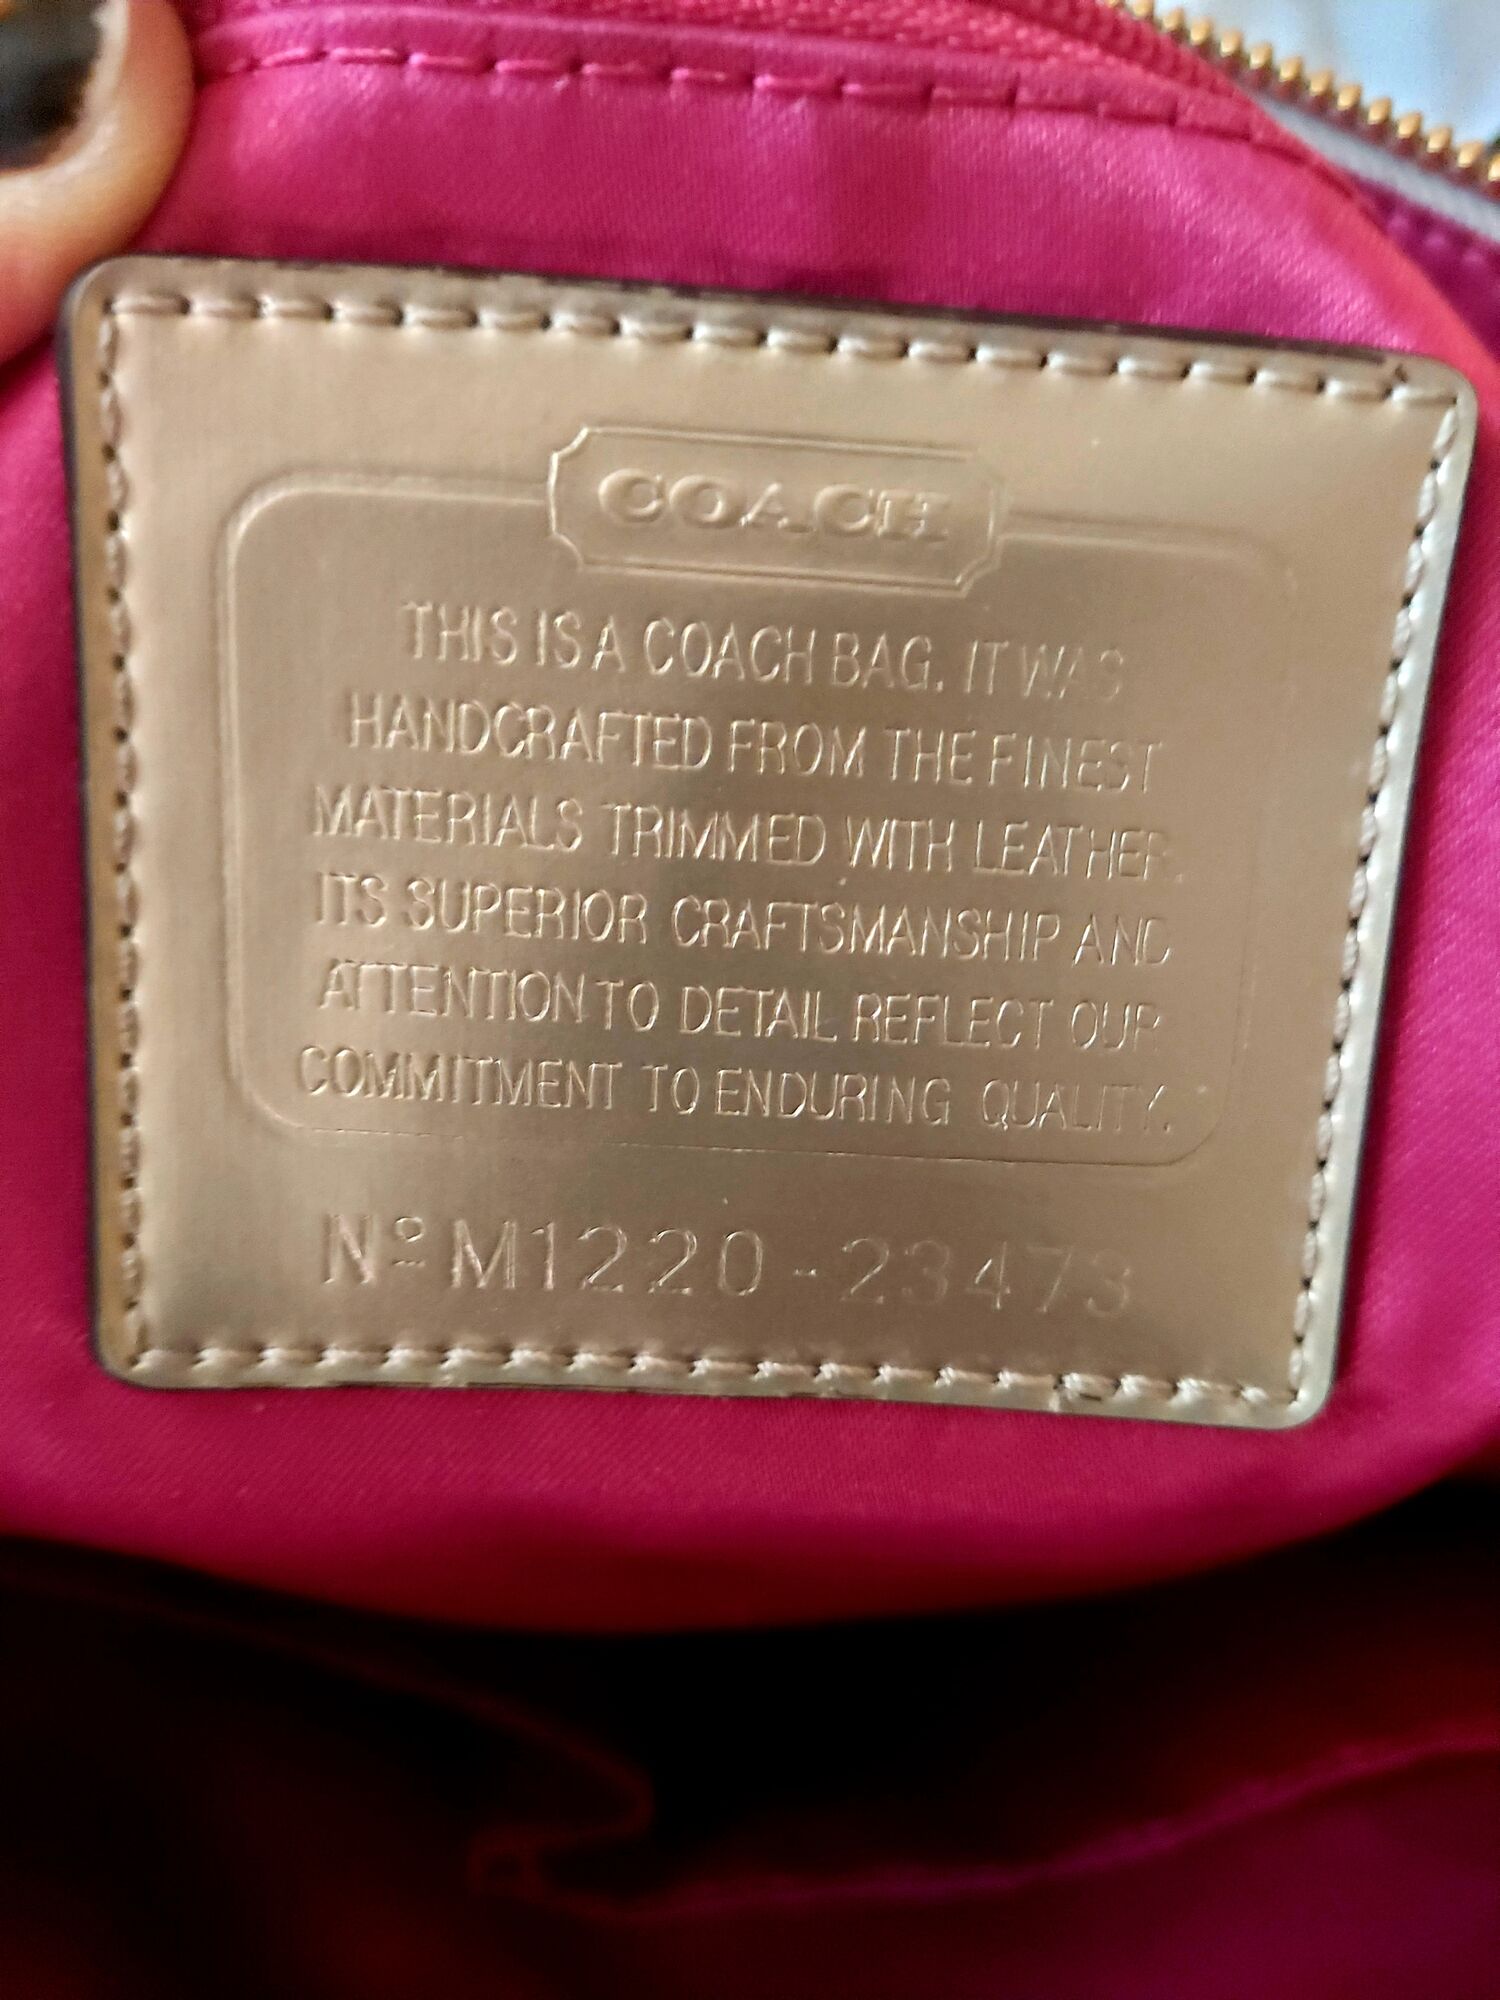 COACH
THIS IS A COACH BAG. IT WAS
HANDCRAFTED FROM THE FINEST
MATERIALS TRIMMED WITH LEATHER.
ITS SUPERIOR CRAFTSMANSHIP AND
ATTENTION TO DETAIL REFLECT OUR
COMMITMENT TO ENDURING QUALITY.
Nº M1220-23473